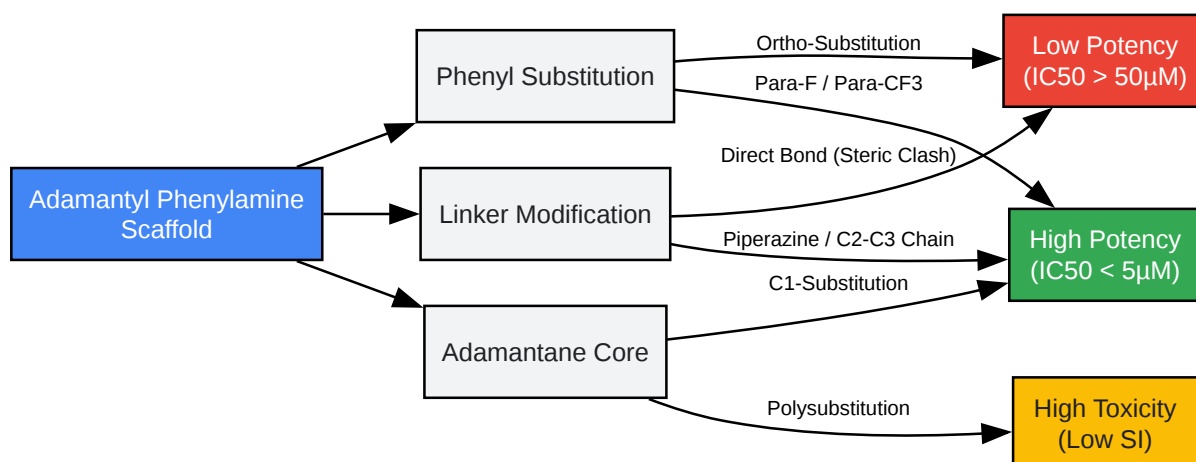 Adamantyl Phenylamine
Scaffold
Phenyl Substitution
Linker Modification
Adamantane Core
Ortho-Substitution
Para-F / Para-CF3
Direct Bond (Steric Clash)
Piperazine / C2-C3 Chain
C1-Substitution
Polysubstitution
Low Potency
(IC50 > 50µM)
High Potency
(IC50 < 5µM)
High Toxicity
(Low SI)